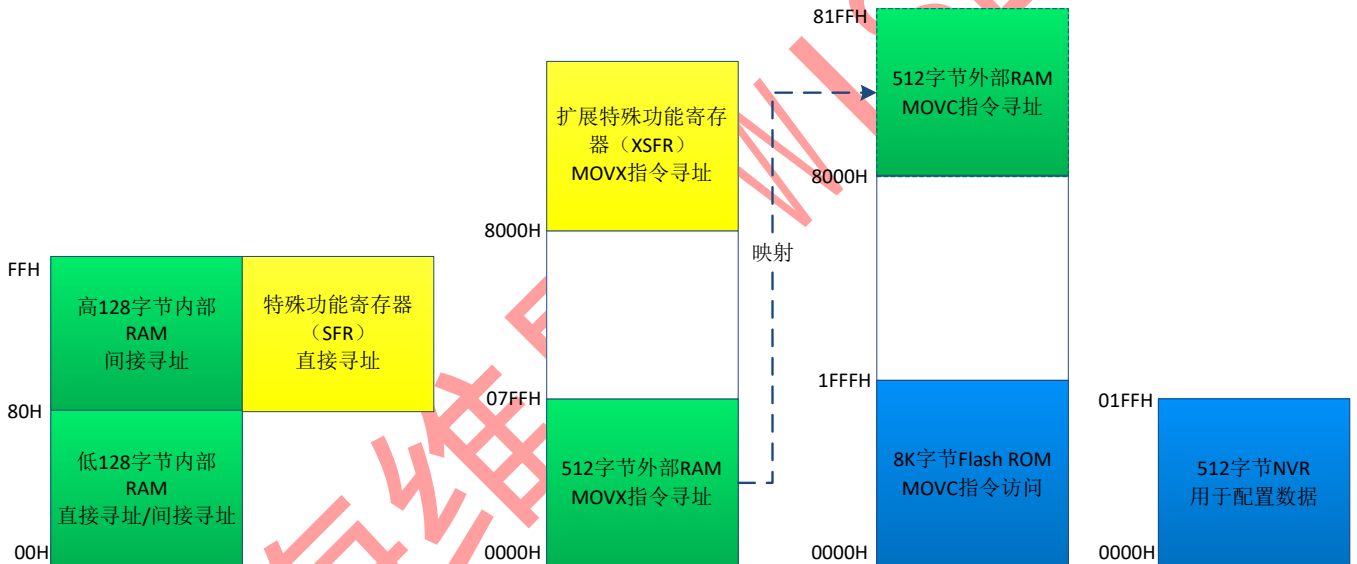 81FFH
512字节外部RAM
MOVC指令寻址
8000H
扩展特殊功能寄存
器（XSFR）
MOVX指令寻址
8000H
映射
FFH
高128字节内部
RAM
间接寻址
特殊功能寄存器
（SFR）
直接寻址
80H
低128字节内部
RAM
直接寻址/间接寻址
00H
07FFH
512字节外部RAM
MOVX指令寻址
0000H
1FFFH
8K字节Flash ROM
MOVC指令访问
0000H
01FFH
512字节NVR
用于配置数据
0000H